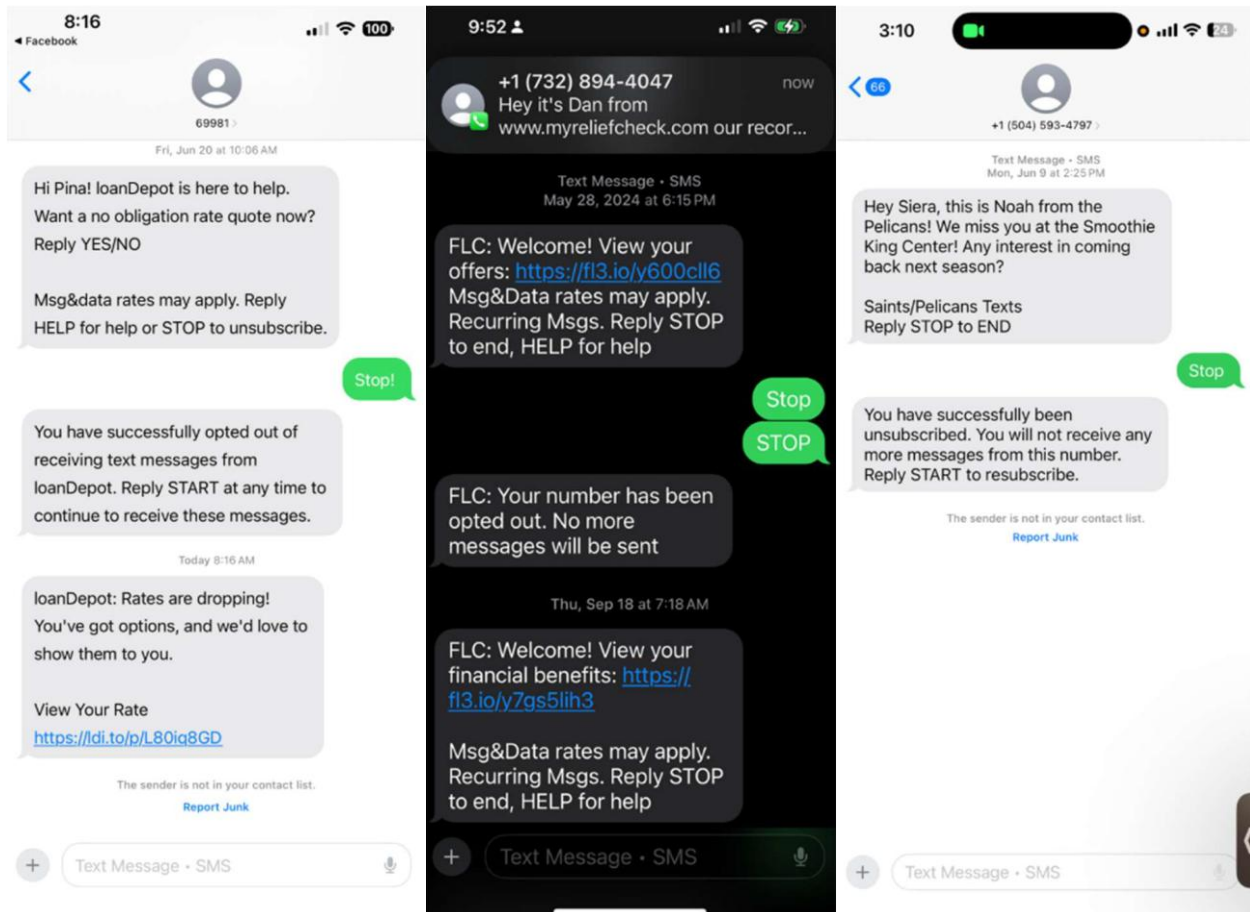 8:16
100
Facebook
69981
Fri, Jun 20 at 10:06 AM
Hi Pina! loanDepot is here to help.
Want a no obligation rate quote now?
Reply YES/NO
Msg&data rates may apply. Reply
HELP for help or STOP to unsubscribe.
Stop!
You have successfully opted out of
receiving text messages from
loanDepot. Reply START at any time to
continue to receive these messages.
Today 8:16 AM
loanDepot: Rates are dropping!
You've got options, and we'd love to
show them to you.
View Your Rate
https://ldi.to/p/L80iq8GD
The sender is not in your contact list.
Report Junk
Text Message • SMS
9:52
+1 (732) 894-4047
now
Hey it's Dan from
www.myreliefcheck.com our recor...
Text Message • SMS
May 28, 2024 at 6:15 PM
FLC: Welcome! View your
offers: https://fl3.io/y600cll6
Msg&Data rates may apply.
Recurring Msgs. Reply STOP
to end, HELP for help
Stop
STOP
FLC: Your number has been
opted out. No more
messages will be sent
Thu, Sep 18 at 7:18 AM
FLC: Welcome! View your
financial benefits: https://
fl3.io/y7gs5lih3
Msg&Data rates may apply.
Recurring Msgs. Reply STOP
to end, HELP for help
Text Message • SMS
3:10
24
66
+1 (504) 593-4797
Text Message • SMS
Mon, Jun 9 at 2:25 PM
Hey Siera, this is Noah from the
Pelicans! We miss you at the Smoothie
King Center! Any interest in coming
back next season?
Saints/Pelicans Texts
Reply STOP to END
Stop
You have successfully been
unsubscribed. You will not receive any
more messages from this number.
Reply START to resubscribe.
The sender is not in your contact list.
Report Junk
Text Message • SMS